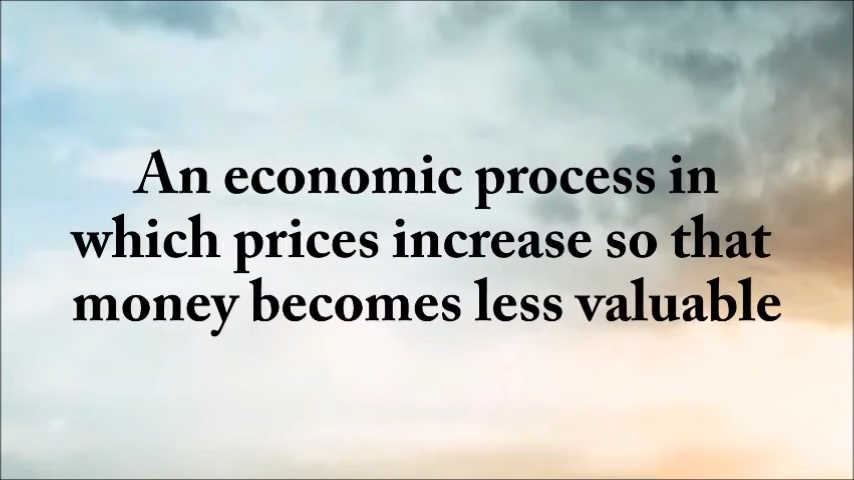 An economic process in
which prices increase so that
money becomes less valuable